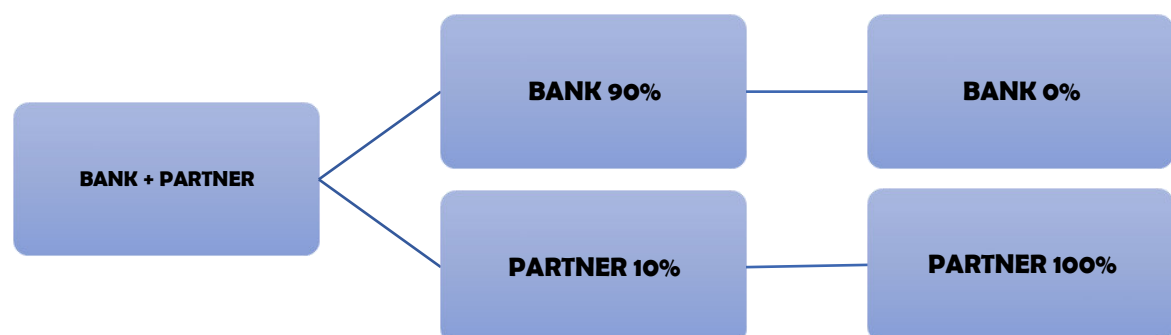 BANK 90%
BANK 0%
BANK + PARTNER
PARTNER 10%
PARTNER 100%